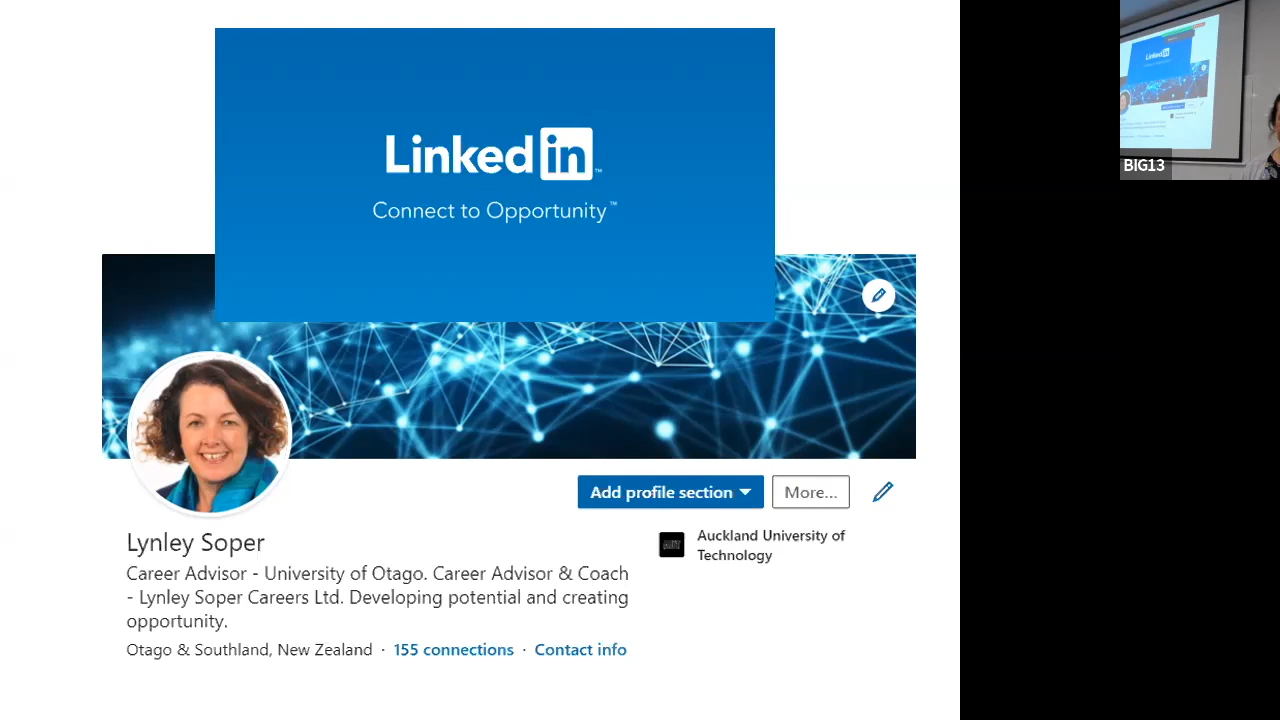 Linked in ™
Connect to Opportunity™
Add profile section
More...
Lynley Soper
Auckland University of
Technology
Career Advisor - University of Otago. Career Advisor & Coach
- Lynley Soper Careers Ltd. Developing potential and creating
opportunity.
Otago & Southland, New Zealand · 155 connections · Contact info
LinkedIn
BIG13